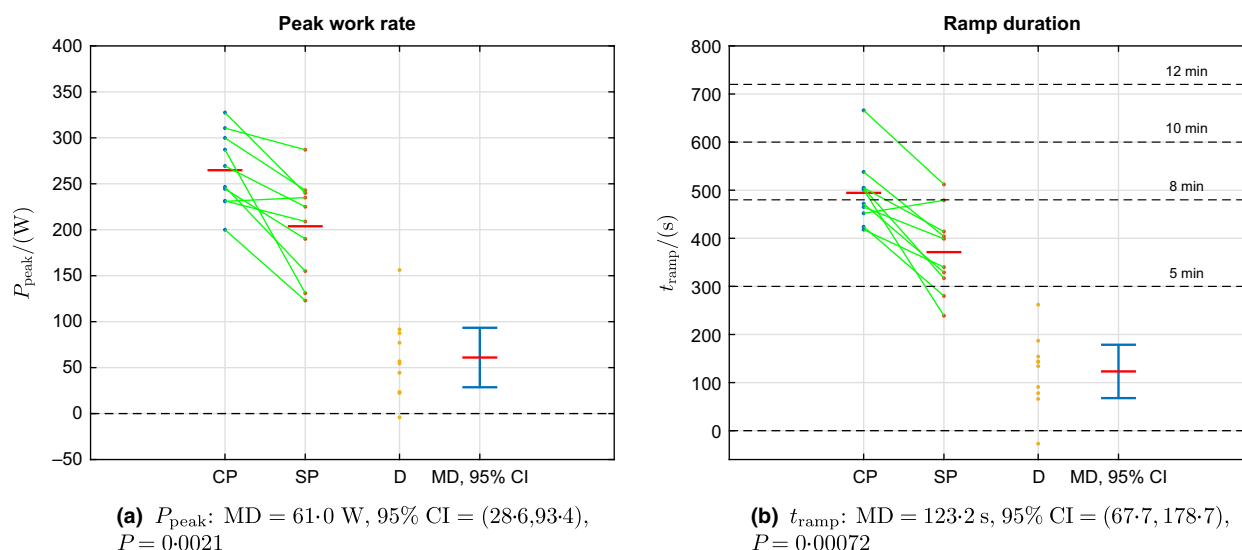 Peak work rate
400
350
300
250
200
150
100
50
0
–50
P_peak/(W)
CP SP D MD, 95% CI
(a) P_peak: MD = 61·0 W, 95% CI = (28·6,93·4),
P = 0·0021
Ramp duration
800
700
600
500
400
300
200
100
0
t_ramp/(s)
12 min
10 min
8 min
5 min
CP SP D MD, 95% CI
(b) t_ramp: MD = 123·2 s, 95% CI = (67·7, 178·7),
P = 0·00072